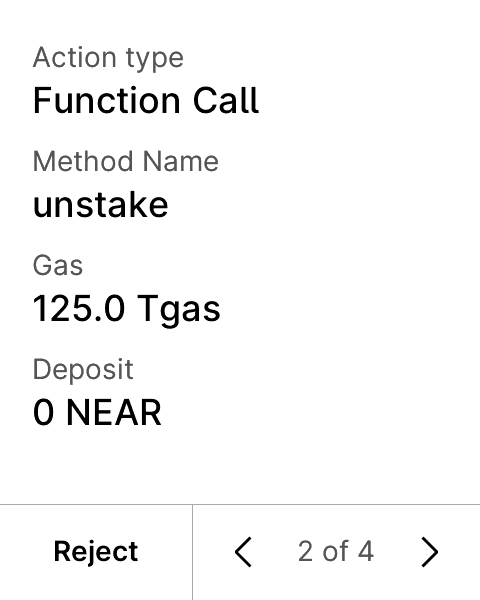 Action type
Function Call
Method Name
unstake
Gas
125.0 Tgas
Deposit
0 NEAR
Reject
2 of 4